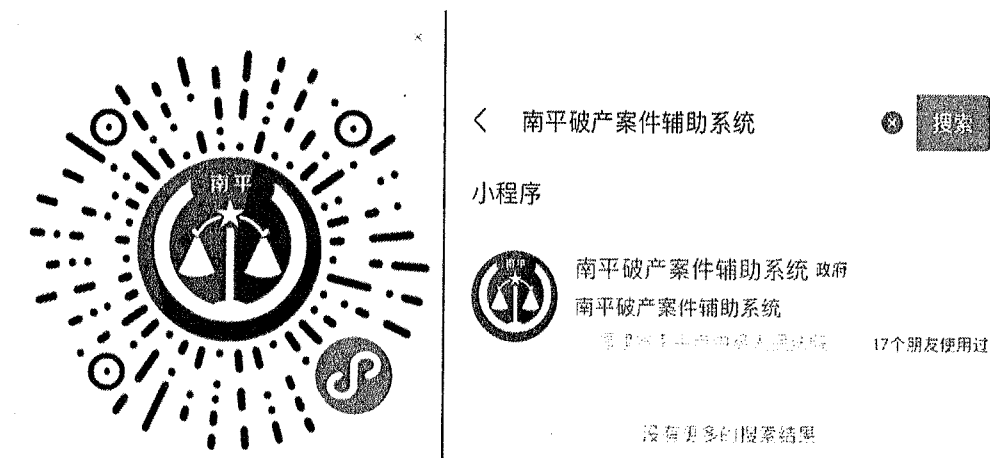 南平
南平破产案件辅助系统
搜索
小程序
南平
南平破产案件辅助系统 政府
南平破产案件辅助系统
17个朋友使用过
没有更多的搜索结果